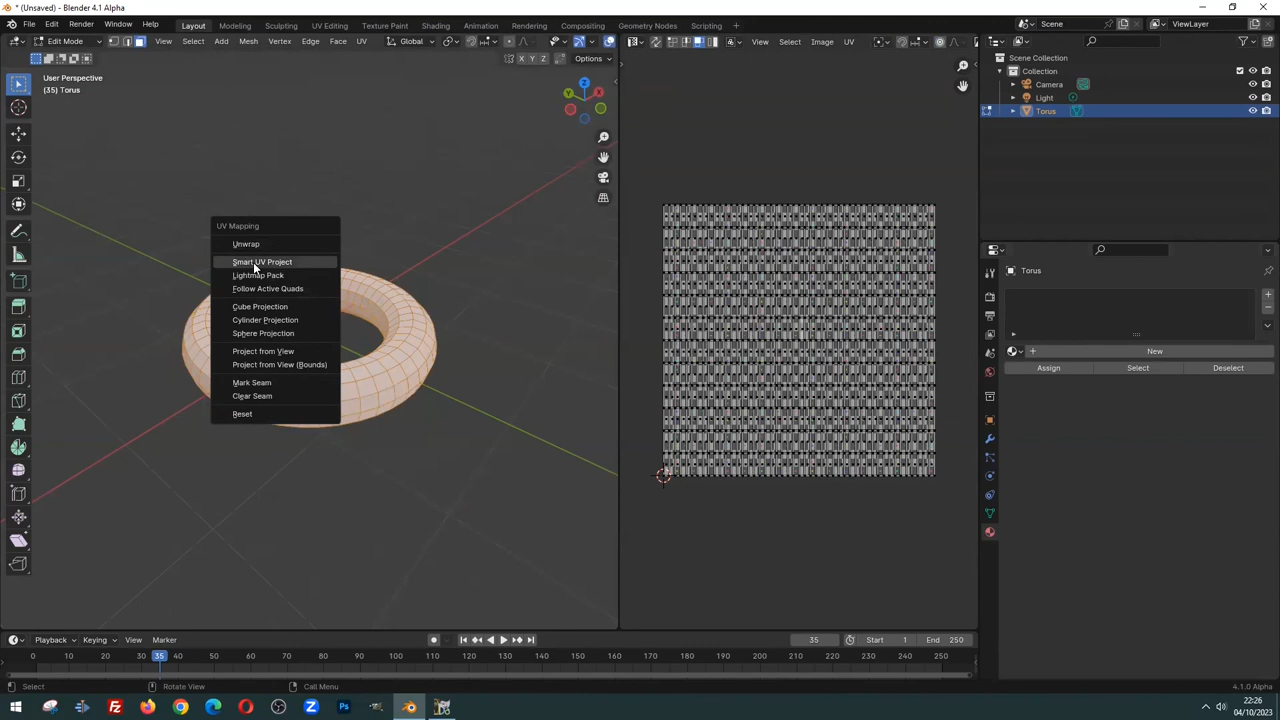 * (Unsaved) - Blender 4.1 Alpha
File Edit Render Window Help Layout Modeling Sculpting UV Editing Texture Paint Shading Animation Rendering Compositing Geometry Nodes Scripting Scene ViewLayer
Edit Mode View Select Add Mesh Vertex Edge Face UV Global View Select Image UV
X Y Z Options
User Perspective
(35) Torus
Z
Y
X
Scene Collection
Collection
Camera
Light
Torus
UV Mapping
Unwrap
Smart UV Project
Lightmap Pack
Follow Active Quads
Cube Projection
Cylinder Projection
Sphere Projection
Project from View
Project from View (Bounds)
Mark Seam
Clear Seam
Reset
Torus
New
Assign Select Deselect
Playback Keying View Marker 35 Start 1 End 250
0 10 20 30 35 40 50 60 70 80 90 100 110 120 130 140 150 160 170 180 190 200 210 220 230 240 250
Select Rotate View Call Menu 4.1.0 Alpha
22:26
04/10/2023